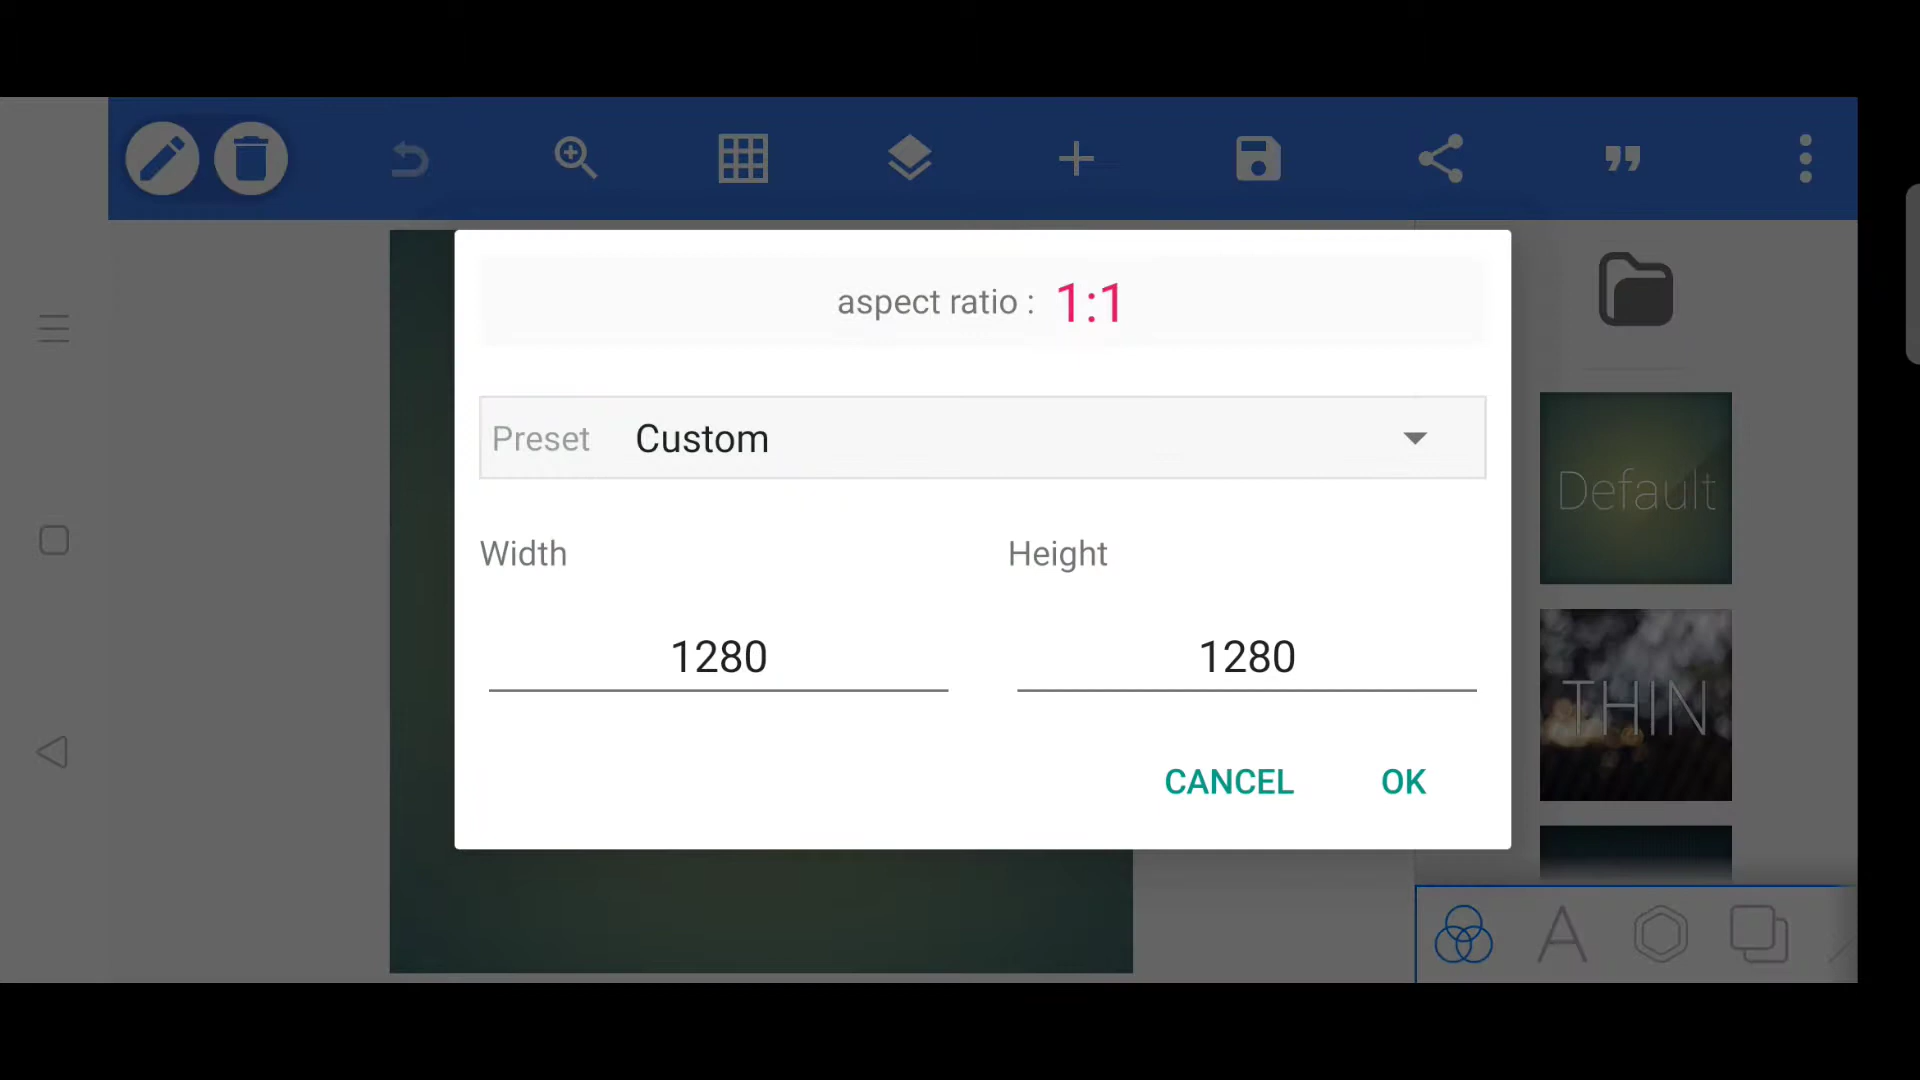 aspect ratio : 1:1
Preset Custom
Width Height
1280 1280
CANCEL OK
Default
THIN